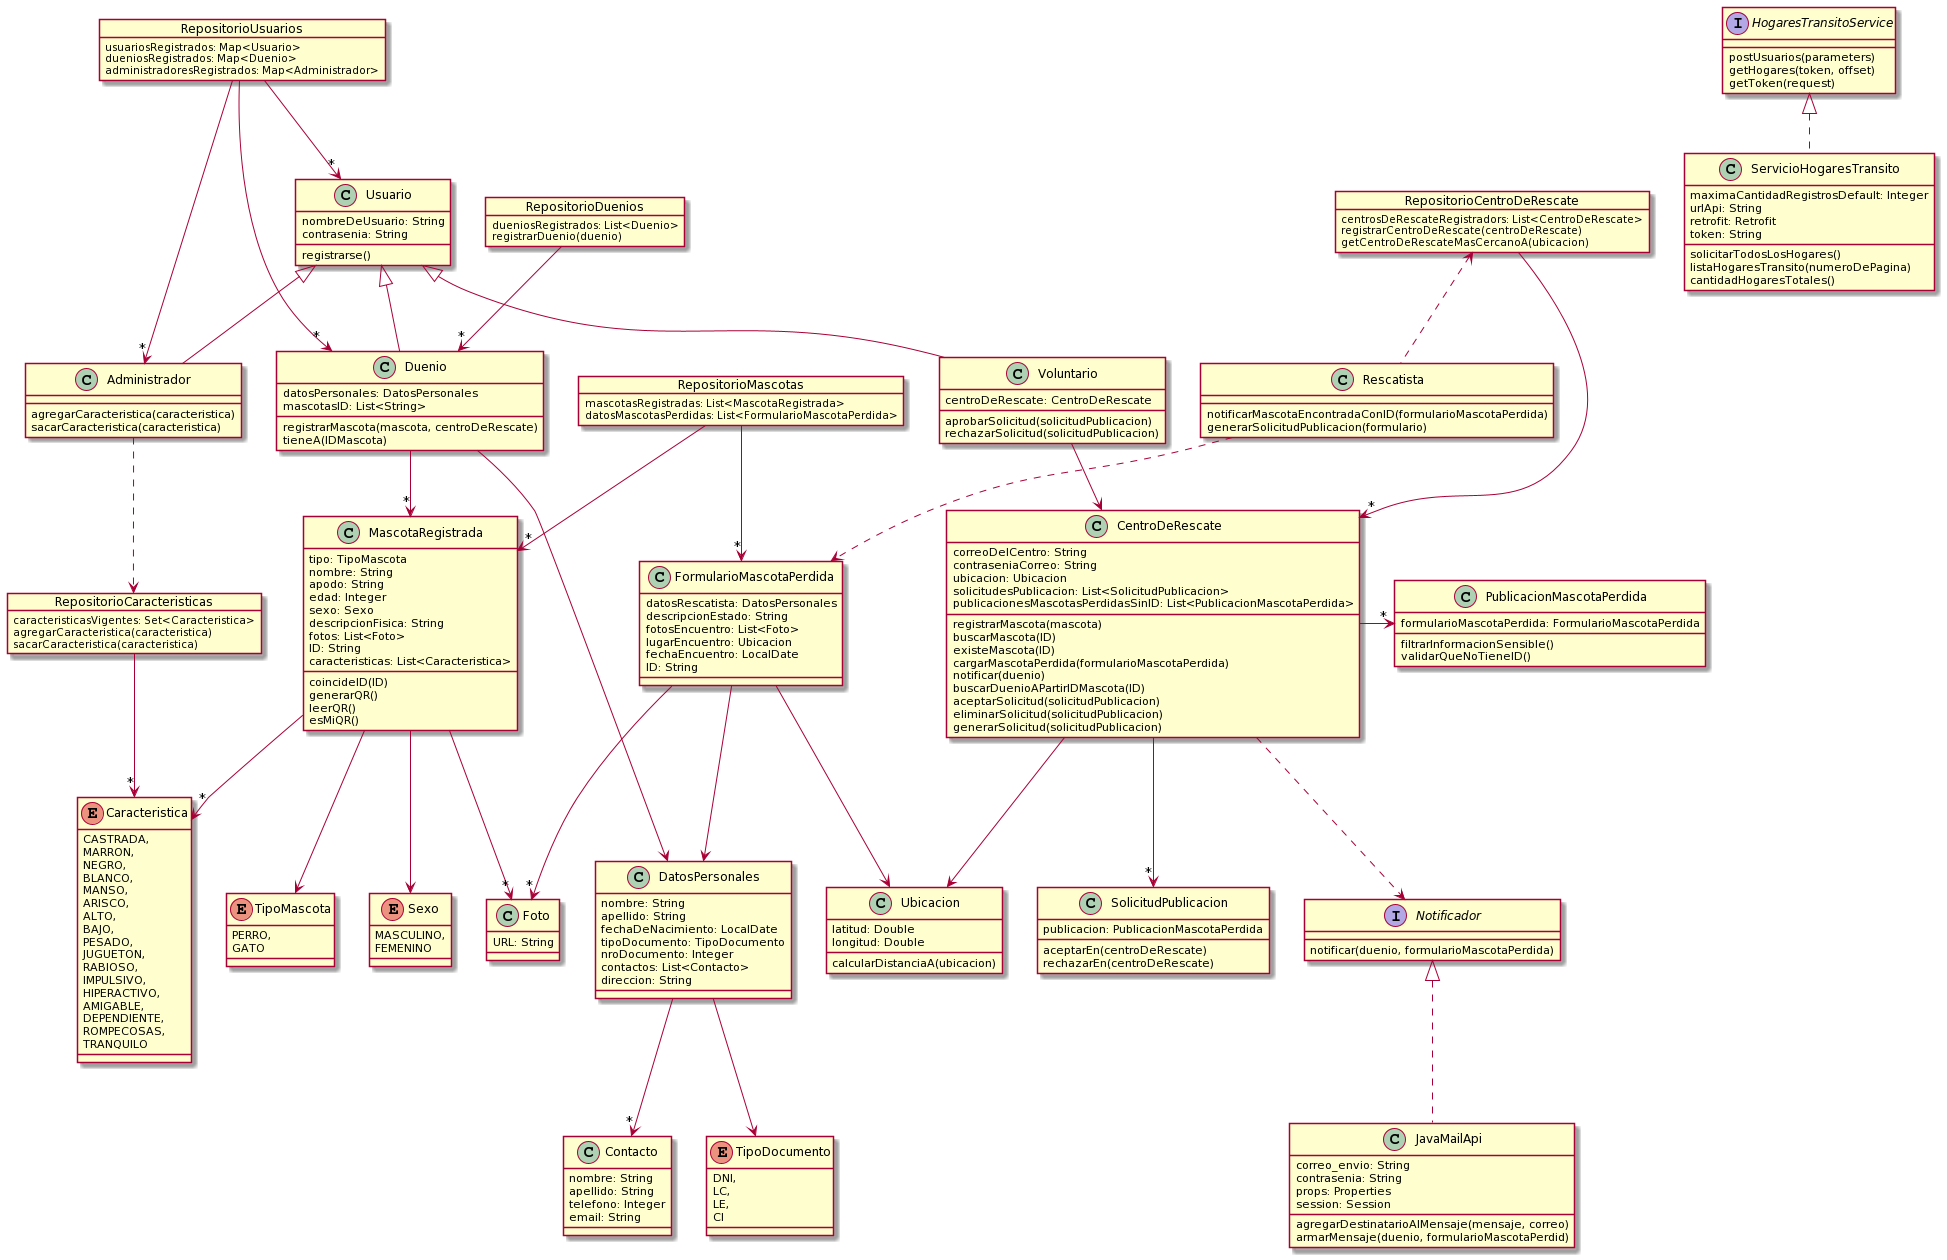 RepositorioUsuarios
usuariosRegistrados: Map<Usuario>
dueniosRegistrados: Map<Duenio>
administradoresRegistrados: Map<Administrador>
I HogaresTransitoService
postUsuarios(parameters)
getHogares(token, offset)
getToken(request)
*
C Usuario
nombreDeUsuario: String
contrasenia: String
registrarse()
RepositorioDuenios
dueniosRegistrados: List<Duenio>
registrarDuenio(duenio)
RepositorioCentroDeRescate
centrosDeRescateRegistrados: List<CentroDeRescate>
registrarCentroDeRescate(centroDeRescate)
getCentroDeRescateMasCercanoA(ubicacion)
C ServicioHogaresTransito
maximaCantidadRegistrosDefault: Integer
urlApi: String
retrofit: Retrofit
token: String
solicitarTodosLosHogares()
listaHogaresTransito(numeroDePagina)
cantidadHogaresTotales()
*
*
*
C Administrador
agregarCaracteristica(caracteristica)
sacarCaracteristica(caracteristica)
C Duenio
datosPersonales: DatosPersonales
mascotasID: List<String>
registrarMascota(mascota, centroDeRescate)
tieneA(IDMascota)
RepositorioMascotas
mascotasRegistradas: List<MascotaRegistrada>
datosMascotasPerdidas: List<FormularioMascotaPerdida>
C Voluntario
centroDeRescate: CentroDeRescate
aprobarSolicitud(solicitudPublicacion)
rechazarSolicitud(solicitudPublicacion)
C Rescatista
notificarMascotaEncontradaConID(formularioMascotaPerdida)
generarSolicitudPublicacion(formulario)
*
*
*
*
C MascotaRegistrada
tipo: TipoMascota
nombre: String
apodo: String
edad: Integer
sexo: Sexo
descripcionFisica: String
fotos: List<Foto>
ID: String
caracteristicas: List<Caracteristica>
coincideID(ID)
generarQR()
leerQR()
esMiQR()
C FormularioMascotaPerdida
datosRescatista: DatosPersonales
descripcionEstado: String
fotosEncuentro: List<Foto>
lugarEncuentro: Ubicacion
fechaEncuentro: LocalDate
ID: String
C CentroDeRescate
correoDelCentro: String
contraseniaCorreo: String
ubicacion: Ubicacion
solicitudesPublicacion: List<SolicitudPublicacion>
publicacionesMascotasPerdidasSinID: List<PublicacionMascotaPerdida>
registrarMascota(mascota)
buscarMascota(ID)
existeMascota(ID)
cargarMascotaPerdida(formularioMascotaPerdida)
notificar(duenio)
buscarDuenioAPartirIDMascota(ID)
aceptarSolicitud(solicitudPublicacion)
eliminarSolicitud(solicitudPublicacion)
generarSolicitud(solicitudPublicacion)
*
C PublicacionMascotaPerdida
formularioMascotaPerdida: FormularioMascotaPerdida
filtrarInformacionSensible()
validarQueNoTieneID()
RepositorioCaracteristicas
caracteristicasVigentes: Set<Caracteristica>
agregarCaracteristica(caracteristica)
sacarCaracteristica(caracteristica)
*
*
E Caracteristica
CASTRADA,
MARRON,
NEGRO,
BLANCO,
MANSO,
ARISCO,
ALTO,
BAJO,
PESADO,
JUGUETON,
RABIOSO,
IMPULSIVO,
HIPERACTIVO,
AMIGABLE,
DEPENDIENTE,
ROMPECOSAS,
TRANQUILO
E TipoMascota
PERRO,
GATO
E Sexo
MASCULINO,
FEMENINO
*
*
C Foto
URL: String
C DatosPersonales
nombre: String
apellido: String
fechaDeNacimiento: LocalDate
tipoDocumento: TipoDocumento
nroDocumento: Integer
contactos: List<Contacto>
direccion: String
C Ubicacion
latitud: Double
longitud: Double
calcularDistanciaA(ubicacion)
*
C SolicitudPublicacion
publicacion: PublicacionMascotaPerdida
aceptarEn(centroDeRescate)
rechazarEn(centroDeRescate)
I Notificador
notificar(duenio, formularioMascotaPerdida)
*
C Contacto
nombre: String
apellido: String
telefono: Integer
email: String
E TipoDocumento
DNI,
LC,
LE,
CI
C JavaMailApi
correo_envio: String
contrasenia: String
props: Properties
session: Session
agregarDestinatarioAlMensaje(mensaje, correo)
armarMensaje(duenio, formularioMascotaPerdid)